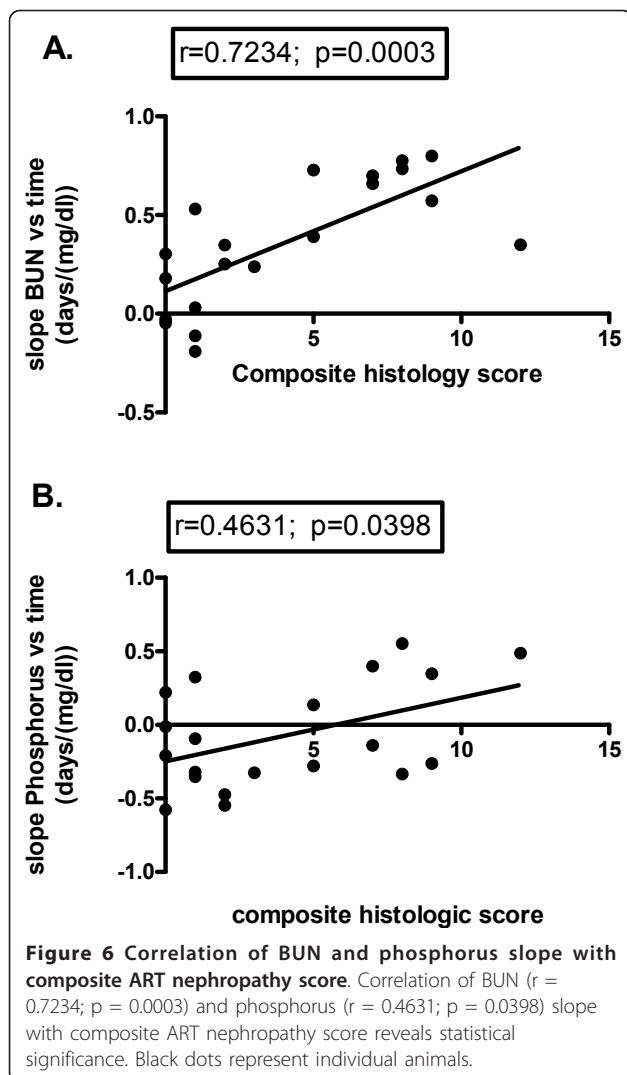 A.
r=0.7234; p=0.0003
slope BUN vs time
(days/(mg/dl))
1.0
0.5
0.0
-0.5
5
10
15
Composite histology score
B.
r=0.4631; p=0.0398
slope Phosphorus vs time
(days/(mg/dl))
1.0
0.5
0.0
-0.5
-1.0
5
10
15
composite histologic score
Figure 6 Correlation of BUN and phosphorus slope with
composite ART nephropathy score. Correlation of BUN (r =
0.7234; p = 0.0003) and phosphorus (r = 0.4631; p = 0.0398) slope
with composite ART nephropathy score reveals statistical
significance. Black dots represent individual animals.